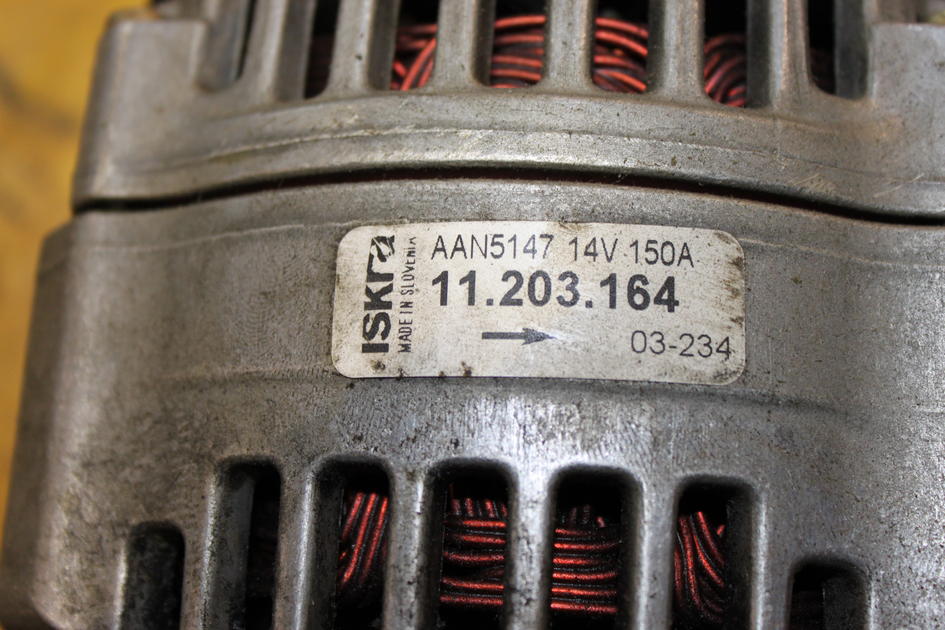 ISKra
MADE IN SLOVENIA
AAN5147 14V 150A
11.203.164
03-234